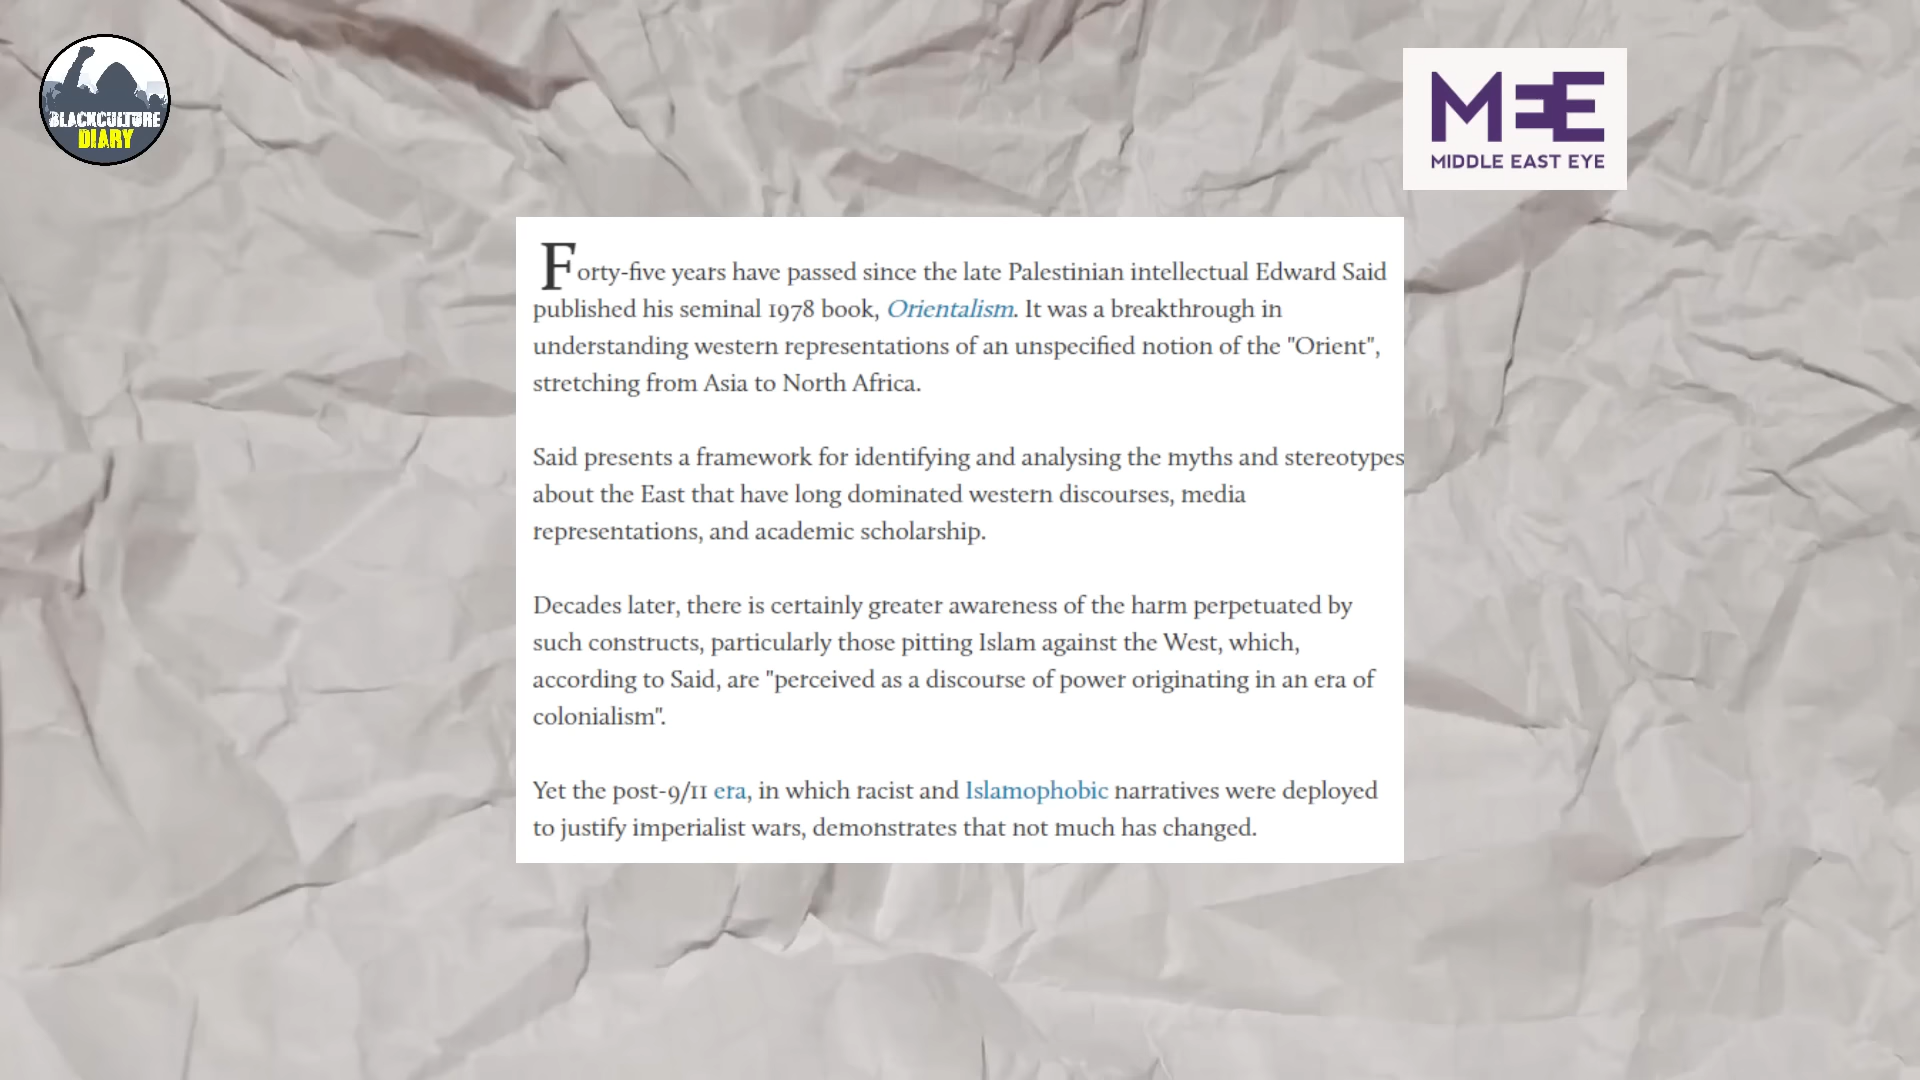 BLACKCULTURE
DIARY
MEE
MIDDLE EAST EYE
Forty-five years have passed since the late Palestinian intellectual Edward Said
published his seminal 1978 book, Orientalism. It was a breakthrough in
understanding western representations of an unspecified notion of the "Orient",
stretching from Asia to North Africa.
Said presents a framework for identifying and analysing the myths and stereotypes
about the East that have long dominated western discourses, media
representations, and academic scholarship.
Decades later, there is certainly greater awareness of the harm perpetuated by
such constructs, particularly those pitting Islam against the West, which,
according to Said, are "perceived as a discourse of power originating in an era of
colonialism".
Yet the post-9/11 era, in which racist and Islamophobic narratives were deployed
to justify imperialist wars, demonstrates that not much has changed.